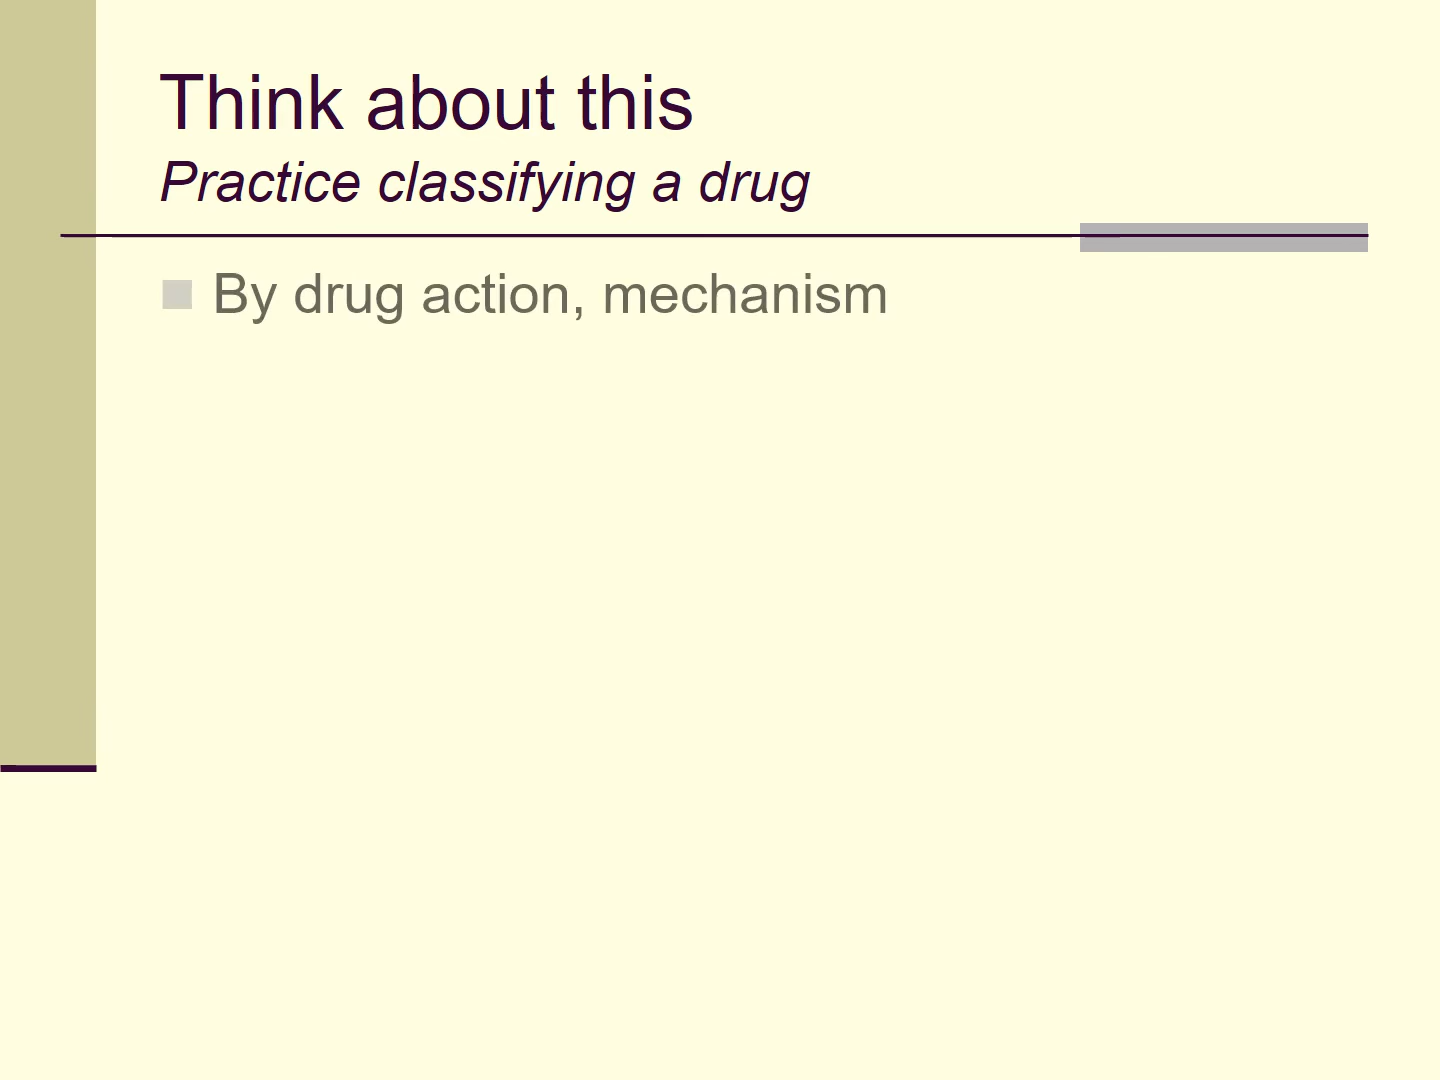 Think about this
Practice classifying a drug
By drug action, mechanism